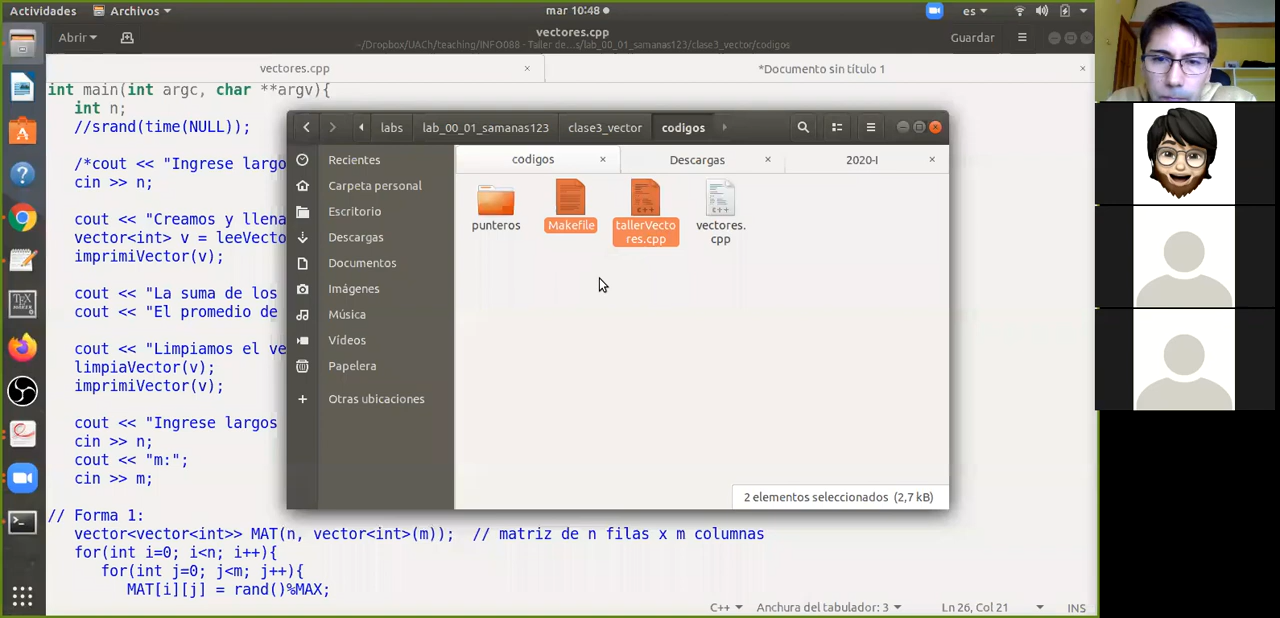 Actividades Archivos mar 10:48 es
Abrir vectores.cpp Guardar
~/Dropbox/UACh/teaching/INFO088 - Taller de...s/lab_00_01_samanas123/clase3_vector/codigos
vectores.cpp × *Documento sin título 1 ×
int main(int argc, char **argv){
int n;
//srand(time(NULL));
/*cout << "Ingrese largo
cin >> n;
cout << "Creamos y llena
vector<int> v = leeVecto
imprimiVector(v);
cout << "La suma de los
cout << "El promedio de
cout << "Limpiamos el ve
limpiaVector(v);
imprimiVector(v);
cout << "Ingrese largos
cin >> n;
cout << "m:";
cin >> m;
// Forma 1:
vector<vector<int>> MAT(n, vector<int>(m)); // matriz de n filas x m columnas
for(int i=0; i<n; i++){
for(int j=0; j<m; j++){
MAT[i][j] = rand()%MAX;
C++ Anchura del tabulador: 3 Ln 26, Col 21 INS
labs lab_00_01_samanas123 clase3_vector codigos
codigos × Descargas × 2020-I ×
Recientes
Carpeta personal
Escritorio
Descargas
Documentos
Imágenes
Música
Vídeos
Papelera
+ Otras ubicaciones
punteros
Makefile
tallerVecto
res.cpp
vectores.
cpp
2 elementos seleccionados (2,7 kB)